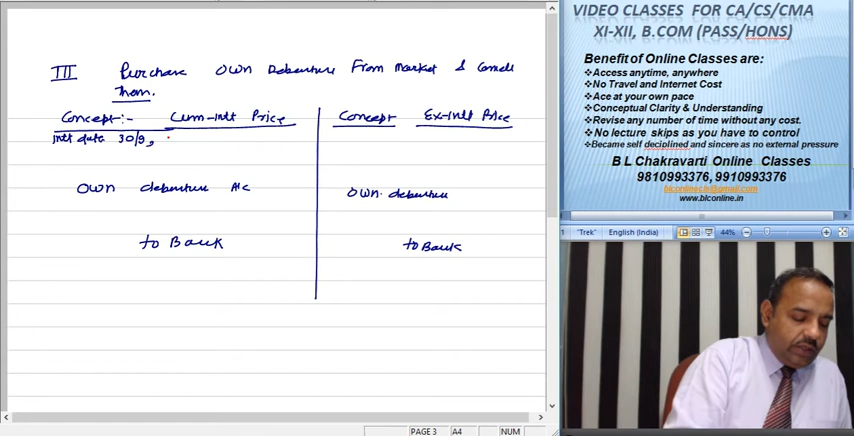 III Purchase own Debenture From Market & Cancel
Them.
Concept:- Cum-intt Price
Intt date 30/9,
own debenture A/c
to Bank
Concept Ex-Intt Price
own debenture
to Bank
PAGE 3 A4 NUM
VIDEO CLASSES FOR CA/CS/CMA
XI-XII, B.COM (PASS/HONS)
Benefit of Online Classes are:
❖Access anytime, anywhere
❖No Travel and Internet Cost
❖Ace at your own pace
❖Conceptual Clarity & Understanding
❖Revise any number of time without any cost.
❖No lecture skips as you have to control
❖Became self deciplined and sincere as no external pressure
B L Chakravarti Online Classes
9810993376, 9910993376
www.blconline.in
1 "Trek" English (India) 44%